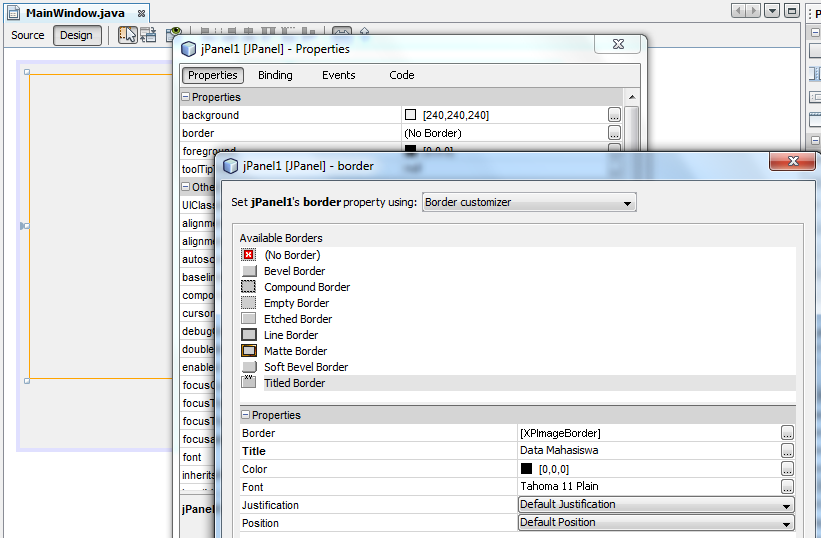 MainWindow.java
Source Design
jPanel1 [JPanel] - Properties
Properties Binding Events Code
Properties
background [240,240,240]
border (No Border)
foreground [0,0,0]
jPanel1 [JPanel] - border
Set jPanel1's border property using: Border customizer
Available Borders
(No Border)
Bevel Border
Compound Border
Empty Border
Etched Border
Line Border
Matte Border
Soft Bevel Border
Titled Border
Properties
Border [XPImageBorder]
Title Data Mahasiswa
Color [0,0,0]
Font Tahoma 11 Plain
Justification Default Justification
Position Default Position
toolTip
Othe
UIClass
alignme
alignme
autoscr
baselin
compo
cursor
debug
double
enable
focus
focusT
focusT
focusa
font
inherits
jPanel